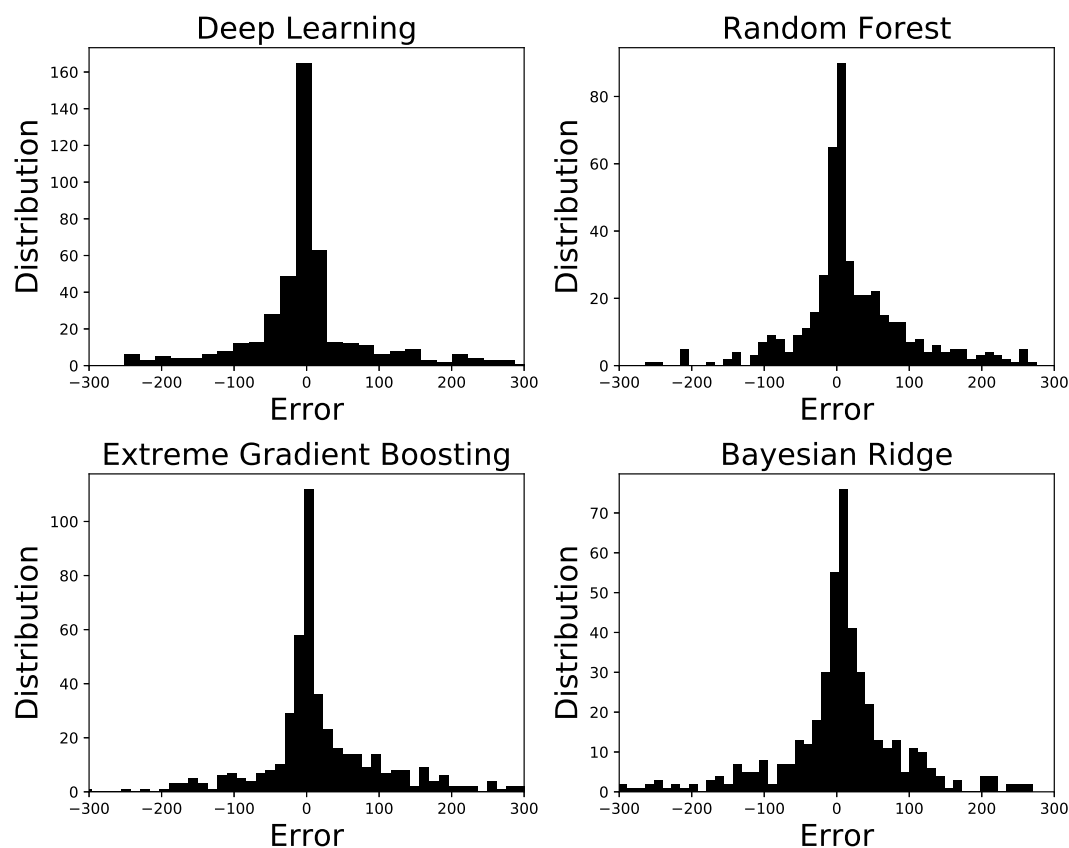 Deep Learning
160
140
120
100
80
60
40
20
0
Distribution
−300 −200 −100 0 100 200 300
Error
Random Forest
80
60
40
20
0
Distribution
−300 −200 −100 0 100 200 300
Error
Extreme Gradient Boosting
100
80
60
40
20
0
Distribution
−300 −200 −100 0 100 200 300
Error
Bayesian Ridge
70
60
50
40
30
20
10
0
Distribution
−300 −200 −100 0 100 200 300
Error